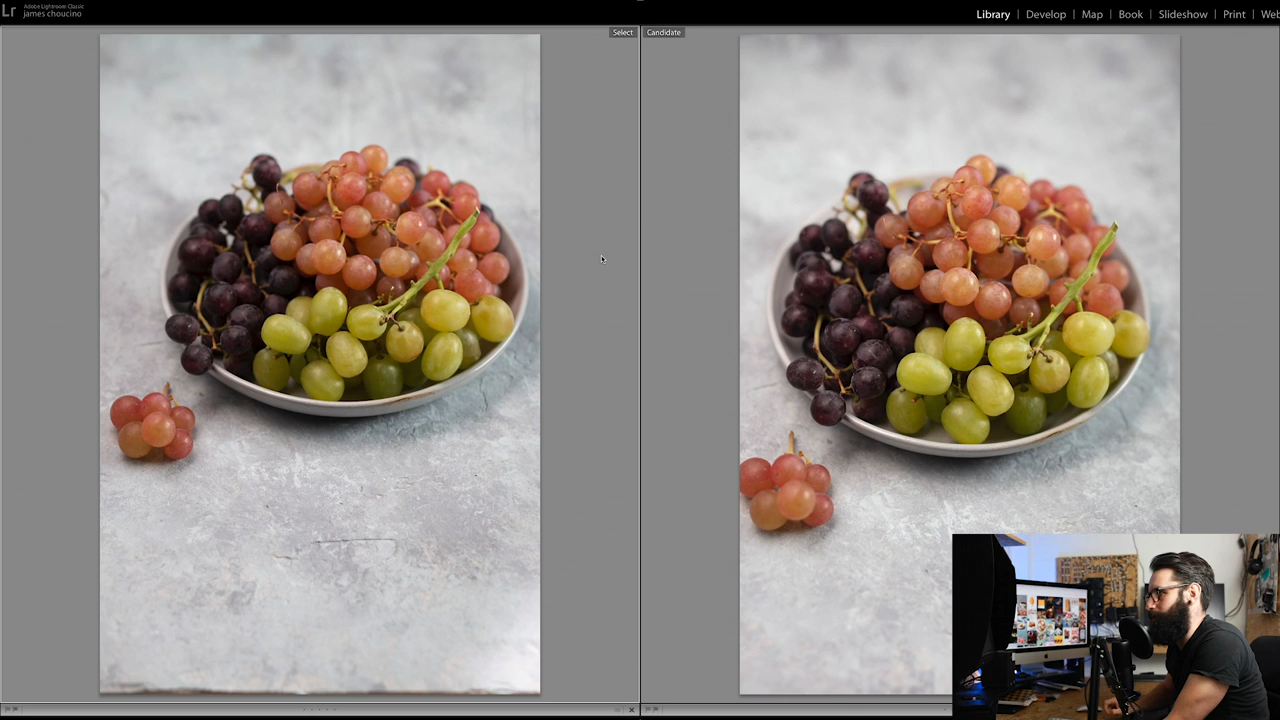 Lr
Adobe Lightroom Classic
james choucino
Library | Develop | Map | Book | Slideshow | Print | Web
Select
Candidate